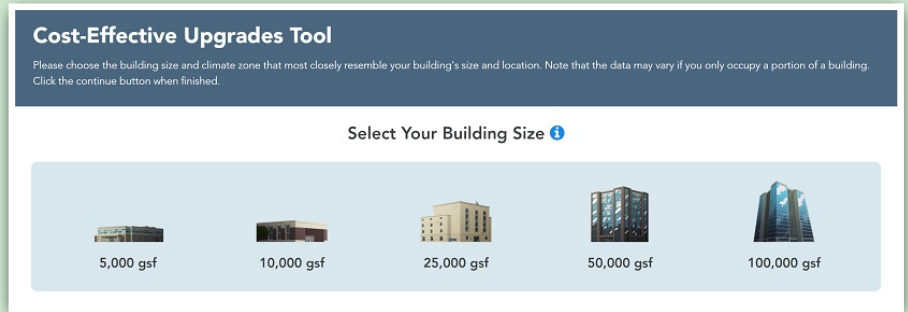 Cost-Effective Upgrades Tool
Please choose the building size and climate zone that most closely resemble your building's size and location. Note that the data may vary if you only occupy a portion of a building.
Click the continue button when finished.
Select Your Building Size
5,000 gsf
10,000 gsf
25,000 gsf
50,000 gsf
100,000 gsf